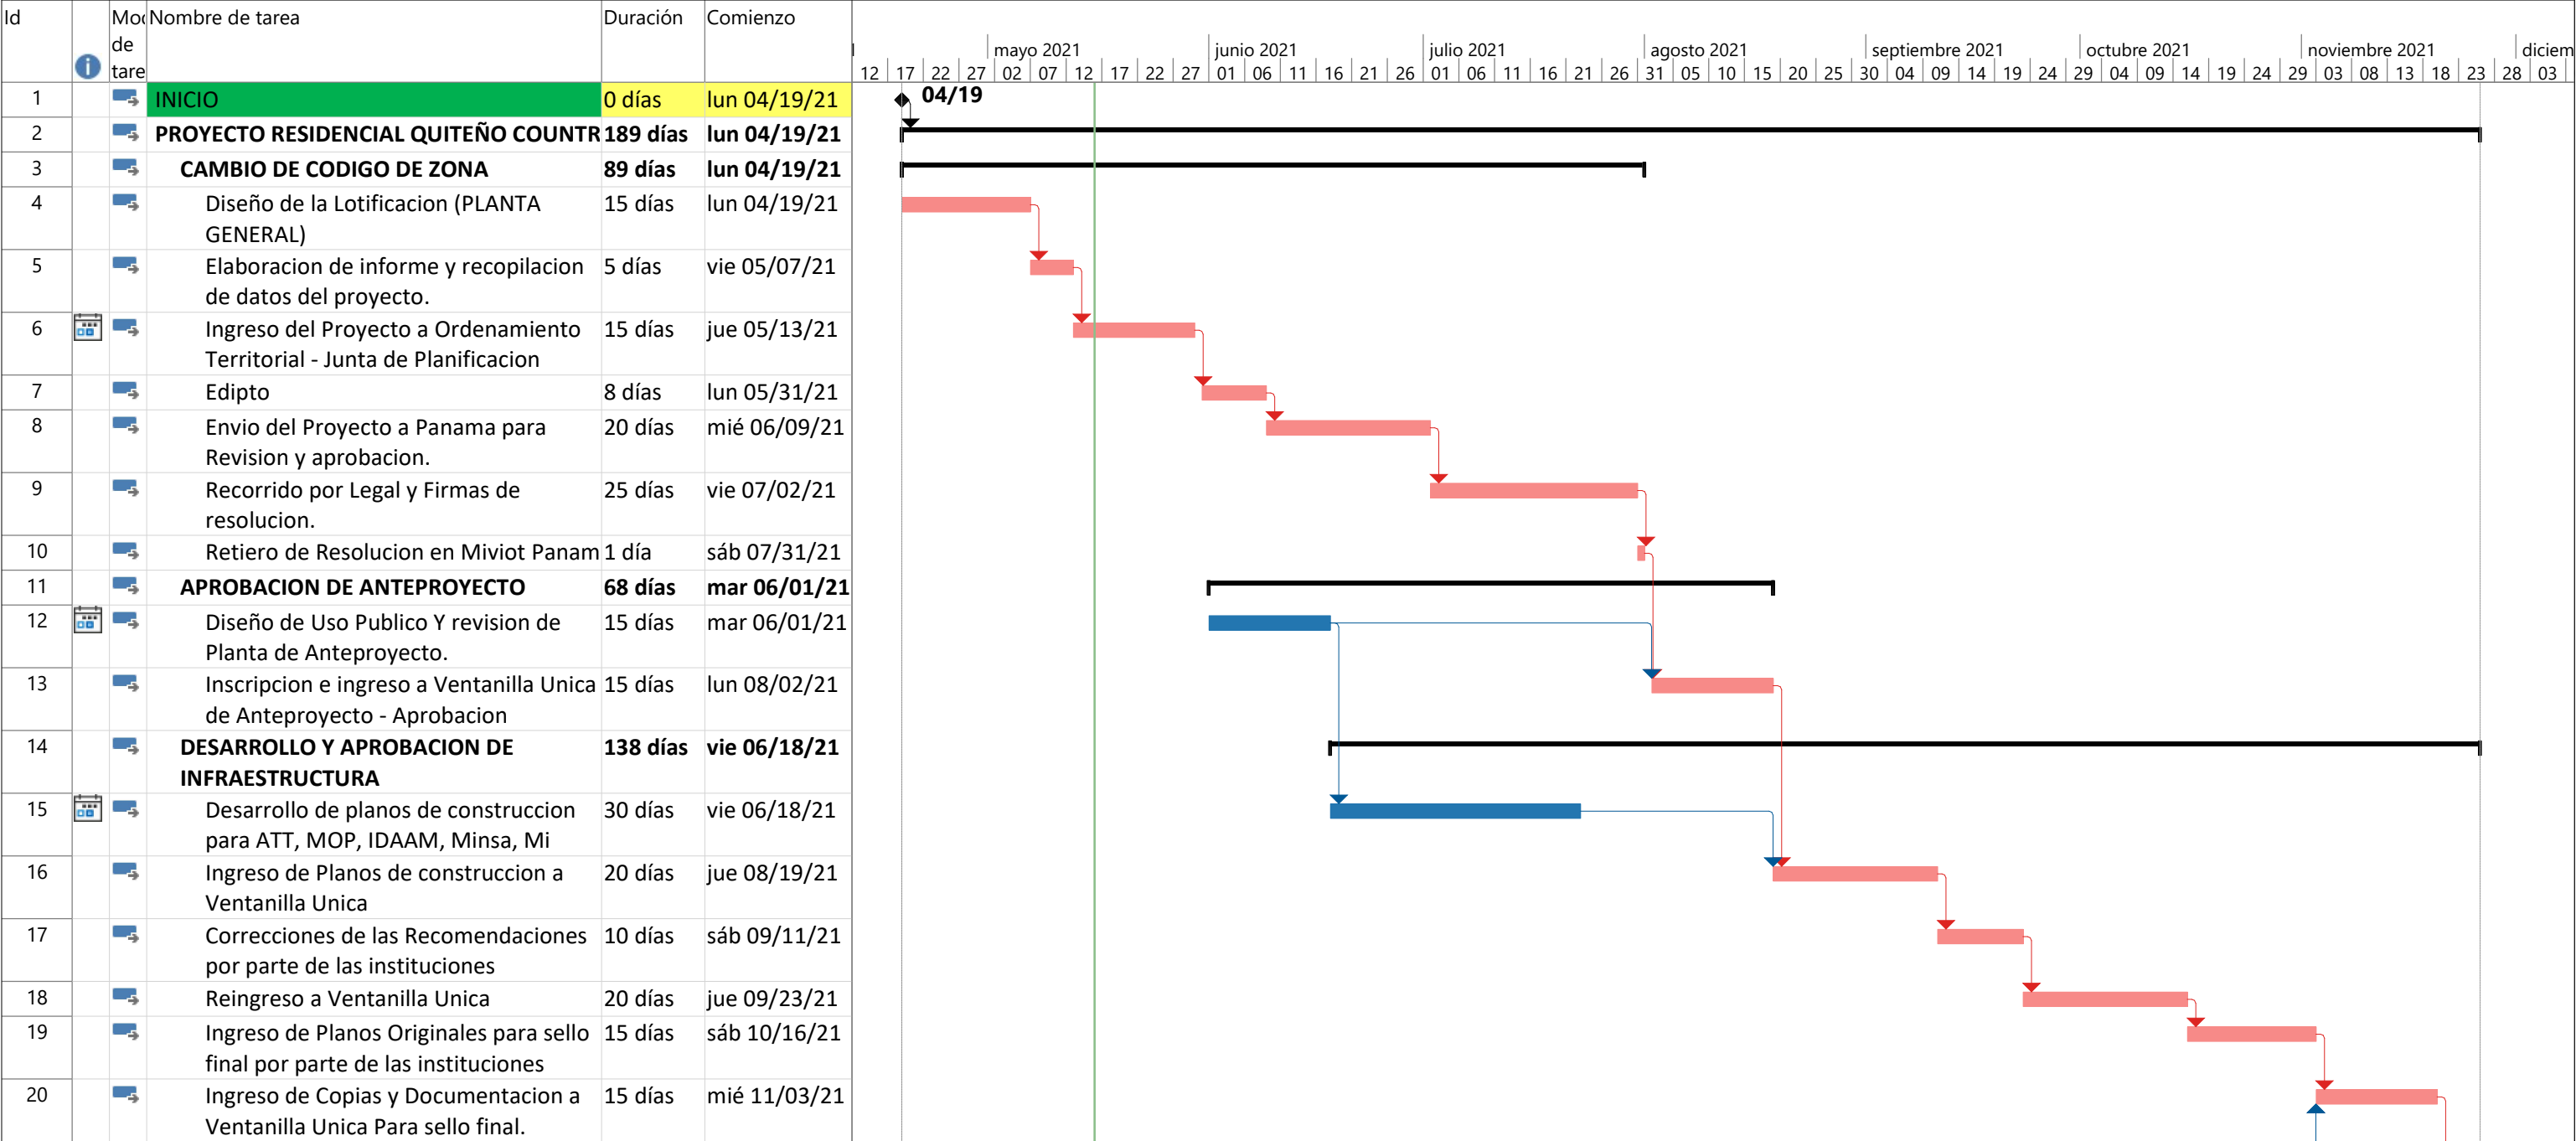 Id Moc Nombre de tarea Duración Comienzo
de
tare
mayo 2021 junio 2021 julio 2021 agosto 2021 septiembre 2021 octubre 2021 noviembre 2021 diciem
12 17 22 27 02 07 12 17 22 27 01 06 11 16 21 26 01 06 11 16 21 26 31 05 10 15 20 25 30 04 09 14 19 24 29 04 09 14 19 24 29 03 08 13 18 23 28 03
1 INICIO 0 días lun 04/19/21 04/19
2 PROYECTO RESIDENCIAL QUITEÑO COUNTR 189 días lun 04/19/21
3 CAMBIO DE CODIGO DE ZONA 89 días lun 04/19/21
4 Diseño de la Lotificacion (PLANTA 15 días lun 04/19/21
GENERAL)
5 Elaboracion de informe y recopilacion 5 días vie 05/07/21
de datos del proyecto.
6 Ingreso del Proyecto a Ordenamiento 15 días jue 05/13/21
Territorial - Junta de Planificacion
7 Edipto 8 días lun 05/31/21
8 Envio del Proyecto a Panama para 20 días mié 06/09/21
Revision y aprobacion.
9 Recorrido por Legal y Firmas de 25 días vie 07/02/21
resolucion.
10 Retiero de Resolucion en Miviot Panam 1 día sáb 07/31/21
11 APROBACION DE ANTEPROYECTO 68 días mar 06/01/21
12 Diseño de Uso Publico Y revision de 15 días mar 06/01/21
Planta de Anteproyecto.
13 Inscripcion e ingreso a Ventanilla Unica 15 días lun 08/02/21
de Anteproyecto - Aprobacion
14 DESARROLLO Y APROBACION DE 138 días vie 06/18/21
INFRAESTRUCTURA
15 Desarrollo de planos de construccion 30 días vie 06/18/21
para ATT, MOP, IDAAM, Minsa, Mi
16 Ingreso de Planos de construccion a 20 días jue 08/19/21
Ventanilla Unica
17 Correcciones de las Recomendaciones 10 días sáb 09/11/21
por parte de las instituciones
18 Reingreso a Ventanilla Unica 20 días jue 09/23/21
19 Ingreso de Planos Originales para sello 15 días sáb 10/16/21
final por parte de las instituciones
20 Ingreso de Copias y Documentacion a 15 días mié 11/03/21
Ventanilla Unica Para sello final.